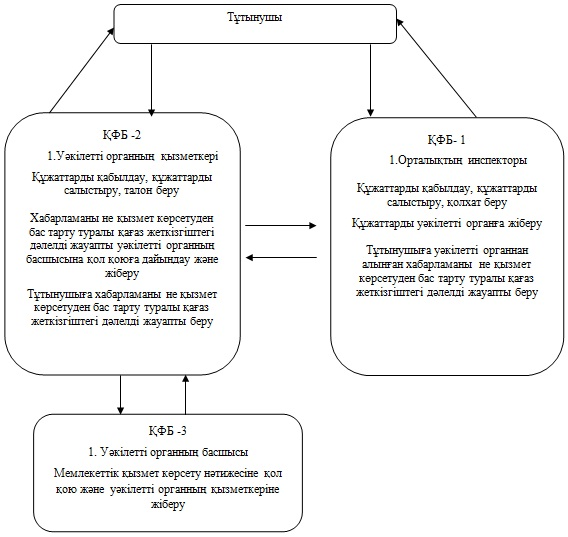 Тұтынушы
ҚФБ -2
1.Уәкілетті органның қызметкері
Құжаттарды қабылдау, құжаттарды
салыстыру, талон беру
Хабарламаны не қызмет көрсетуден
бас тарту туралы қағаз жеткізгіштегі
дәлелді жауапты уәкілетті органның
басшысына қол қоюға дайындау және
жіберу
Тұтынушыға хабарламаны не қызмет
көрсетуден бас тарту туралы қағаз
жеткізгіштегі дәлелді жауапты беру
ҚФБ- 1
1.Орталықтың инспекторы
Құжаттарды қабылдау, құжаттарды
салыстыру, қолхат беру
Құжаттарды уәкілетті органға жіберу
Тұтынушыға уәкілетті органнан
алынған хабарламаны не қызмет
көрсетуден бас тарту туралы қағаз
жеткізгіштегі дәлелді жауапты беру
ҚФБ -3
1. Уәкілетті органның басшысы
Мемлекеттік қызмет көрсету нәтижесіне қол
қою және уәкілетті органның қызметкеріне
жіберу